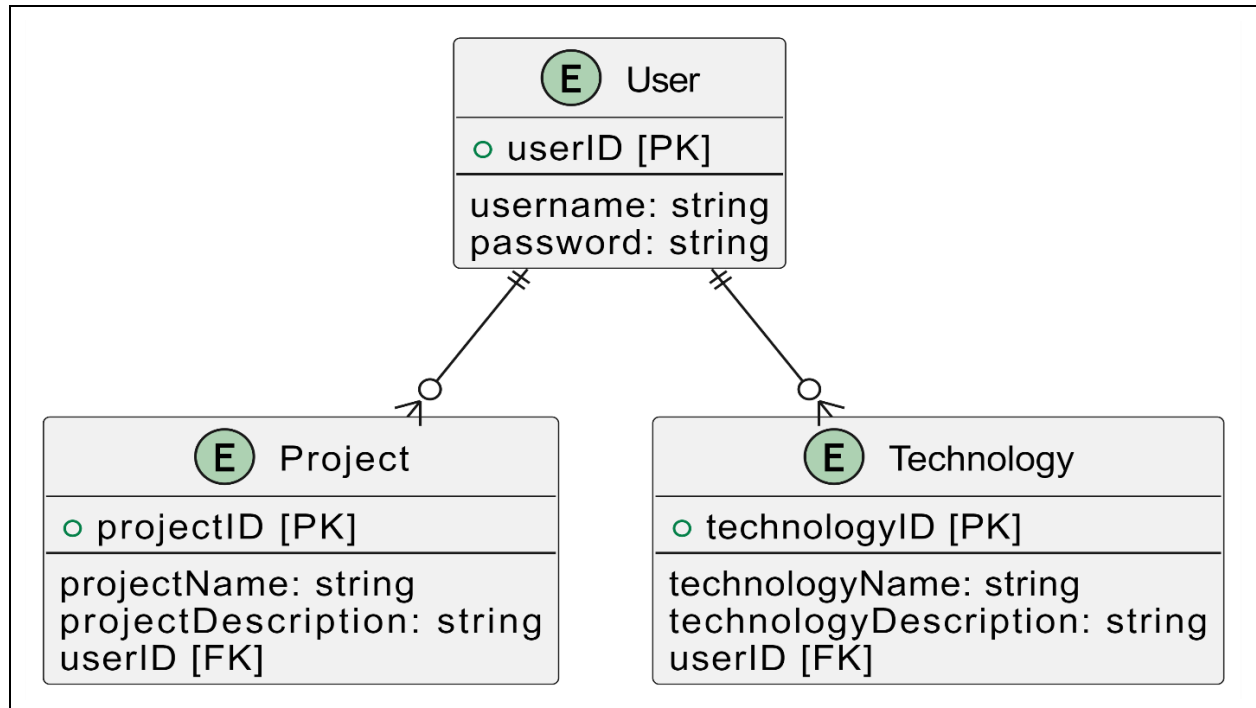 E User
userID [PK]
username: string
password: string
E Project
projectID [PK]
projectName: string
projectDescription: string
userID [FK]
E Technology
technologyID [PK]
technologyName: string
technologyDescription: string
userID [FK]